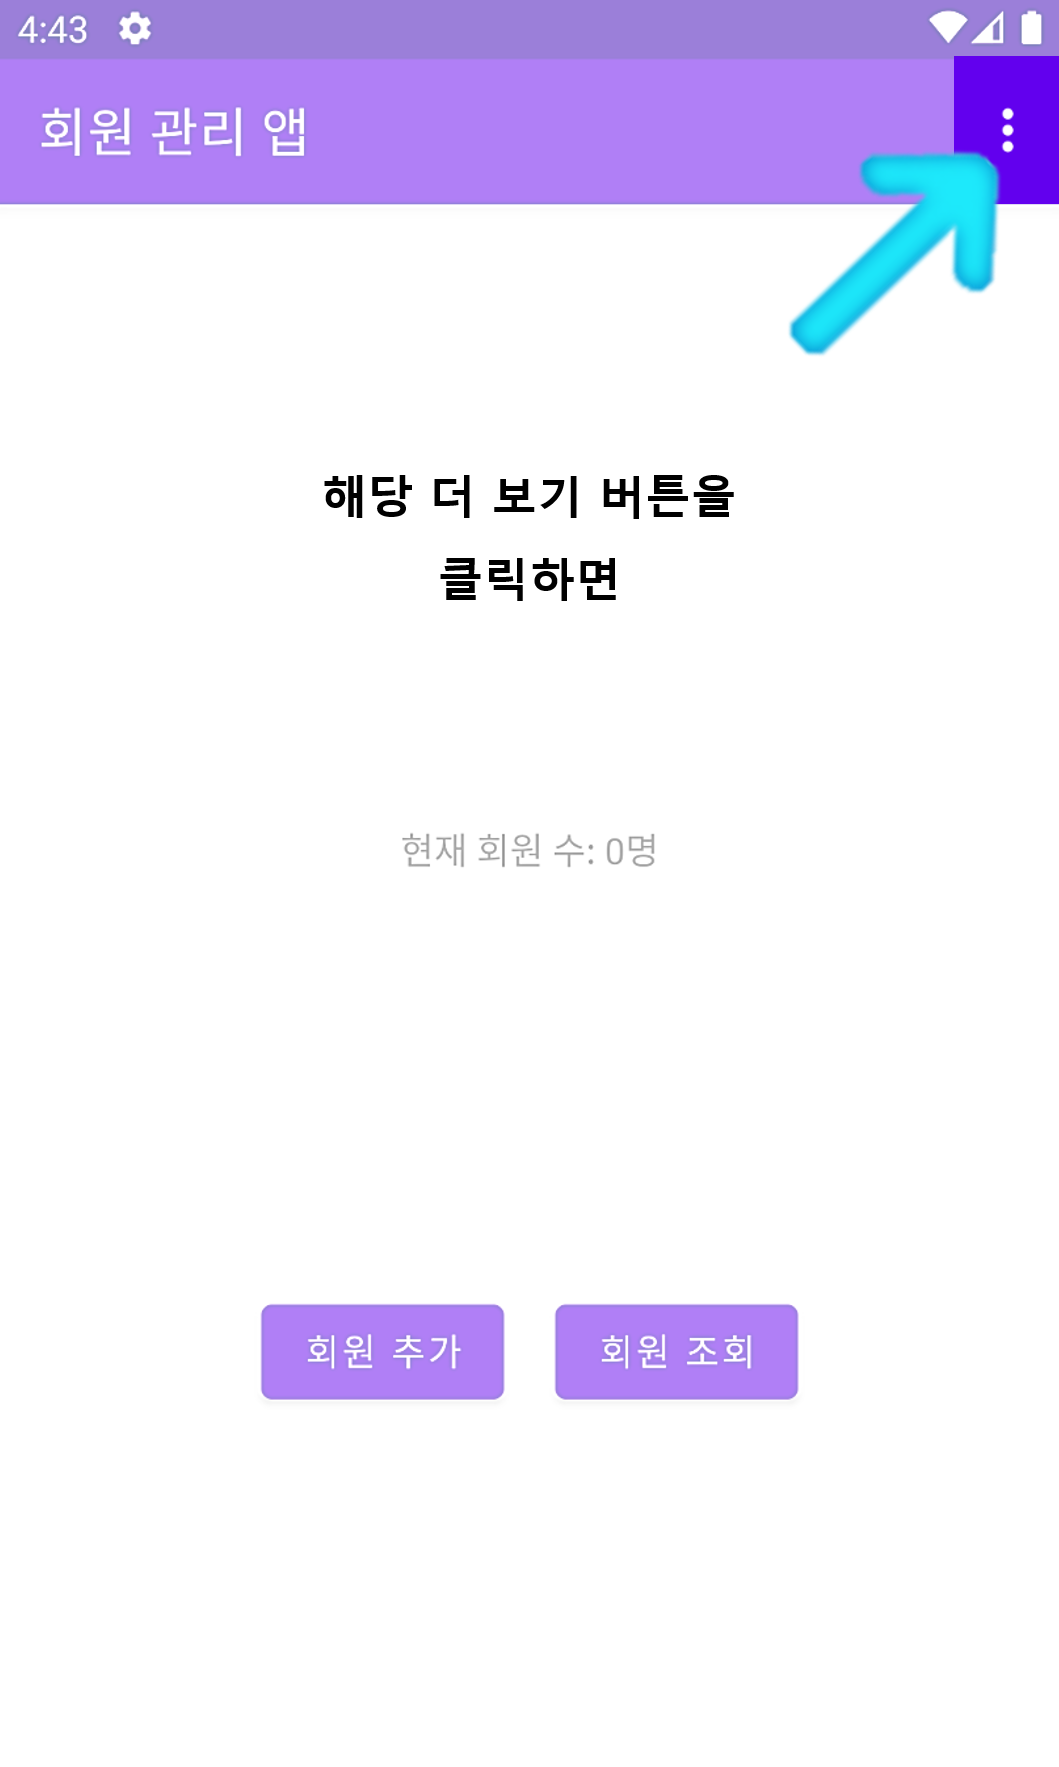 4:43
회원 관리 앱
해당 더 보기 버튼을
클릭하면
현재 회원 수: 0명
회원 추가
회원 조회